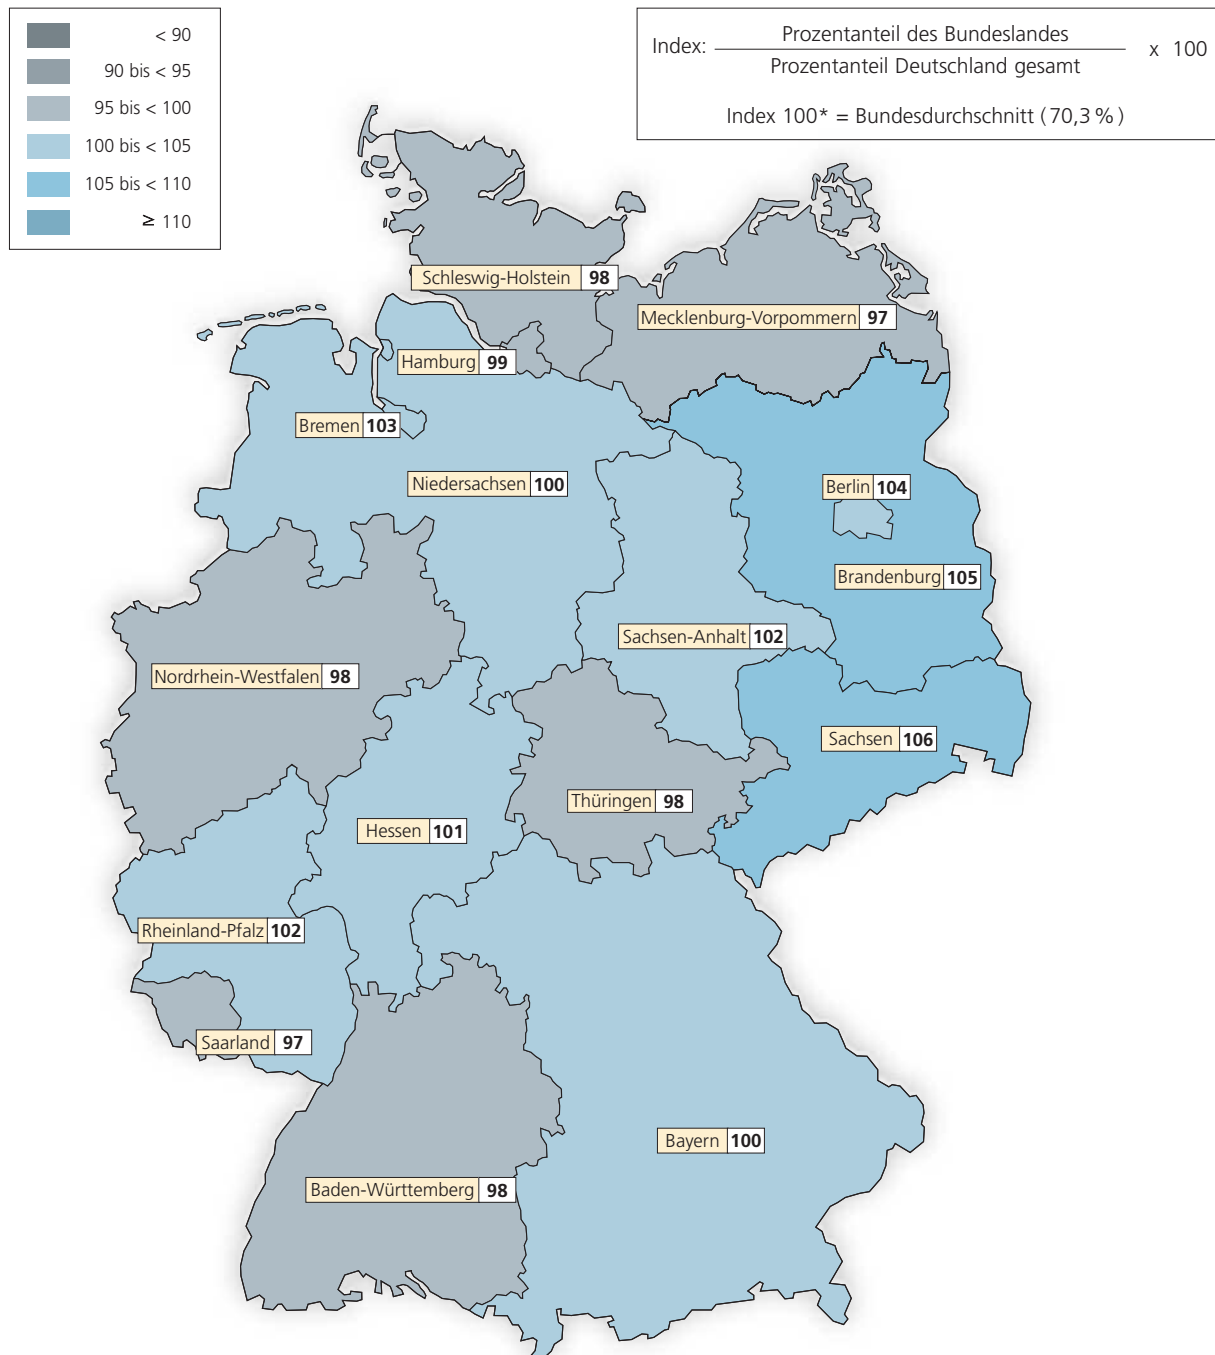 < 90
90 bis < 95
95 bis < 100
100 bis < 105
105 bis < 110
≥ 110
Index: Prozentanteil des Bundeslandes x 100
Prozentanteil Deutschland gesamt
Index 100* = Bundesdurchschnitt (70,3 %)
Schleswig-Holstein 98
Mecklenburg-Vorpommern 97
Hamburg 99
Bremen 103
Niedersachsen 100
Berlin 104
Brandenburg 105
Sachsen-Anhalt 102
Nordrhein-Westfalen 98
Sachsen 106
Thüringen 98
Hessen 101
Rheinland-Pfalz 102
Saarland 97
Bayern 100
Baden-Württemberg 98